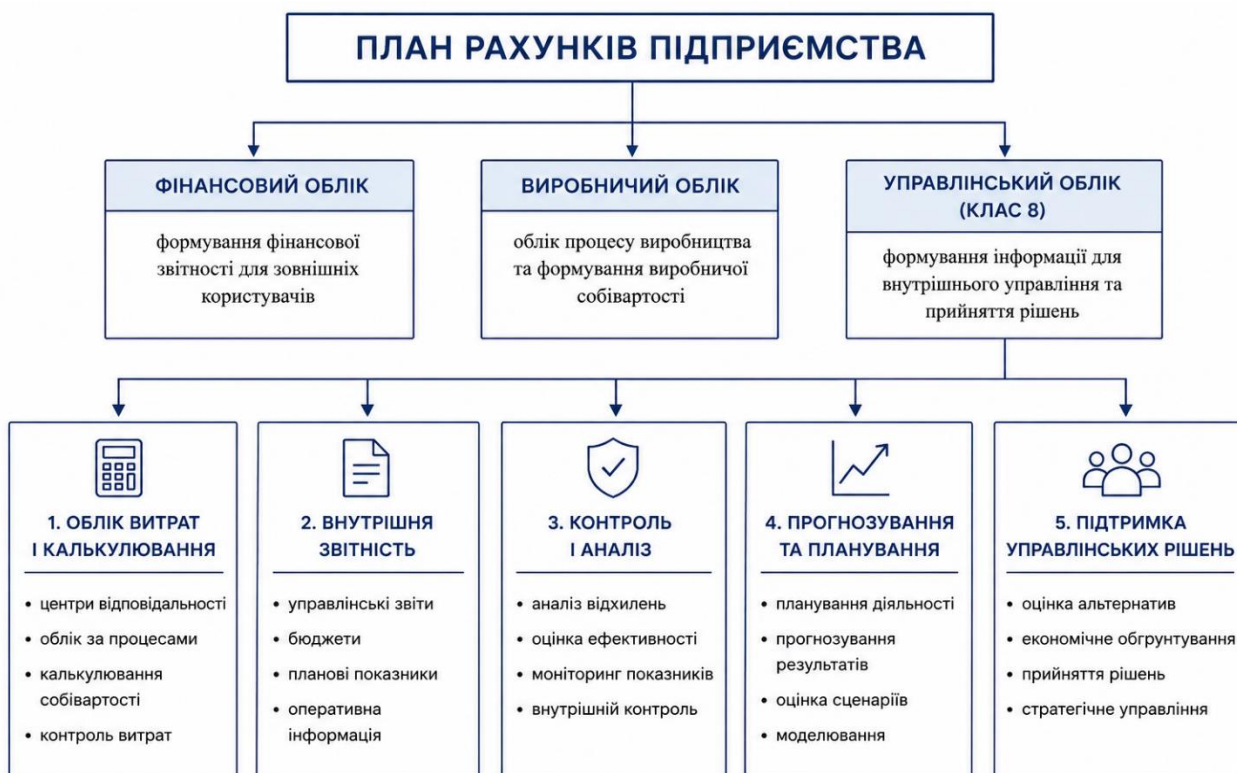 ПЛАН РАХУНКІВ ПІДПРИЄМСТВА
ФІНАНСОВИЙ ОБЛІК
формування фінансової
звітності для зовнішніх
користувачів
ВИРОБНИЧИЙ ОБЛІК
облік процесу виробництва
та формування виробничої
собівартості
УПРАВЛІНСЬКИЙ ОБЛІК
(КЛАС 8)
формування інформації для
внутрішнього управління та
прийняття рішень
1. ОБЛІК ВИТРАТ
І КАЛЬКУЛЮВАННЯ
• центри відповідальності
• облік за процесами
• калькулювання
собівартості
• контроль витрат
2. ВНУТРІШНЯ
ЗВІТНІСТЬ
• управлінські звіти
• бюджети
• планові показники
• оперативна
інформація
3. КОНТРОЛЬ
І АНАЛІЗ
• аналіз відхилень
• оцінка ефективності
• моніторинг показників
• внутрішній контроль
4. ПРОГНОЗУВАННЯ
ТА ПЛАНУВАННЯ
• планування діяльності
• прогнозування
результатів
• оцінка сценаріїв
• моделювання
5. ПІДТРИМКА
УПРАВЛІНСЬКИХ РІШЕНЬ
• оцінка альтернатив
• економічне обгрунтування
• прийняття рішень
• стратегічне управління